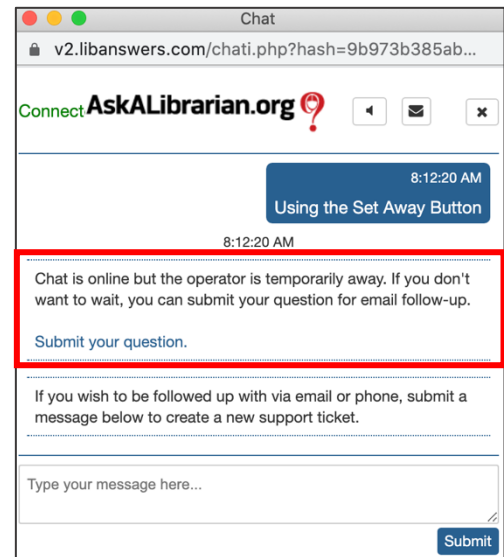 Chat
v2.libanswers.com/chati.php?hash=9b973b385ab...
Connect AskALibrarian.org
8:12:20 AM
Using the Set Away Button
8:12:20 AM
Chat is online but the operator is temporarily away. If you don't
want to wait, you can submit your question for email follow-up.
Submit your question.
If you wish to be followed up with via email or phone, submit a
message below to create a new support ticket.
Type your message here...
Submit